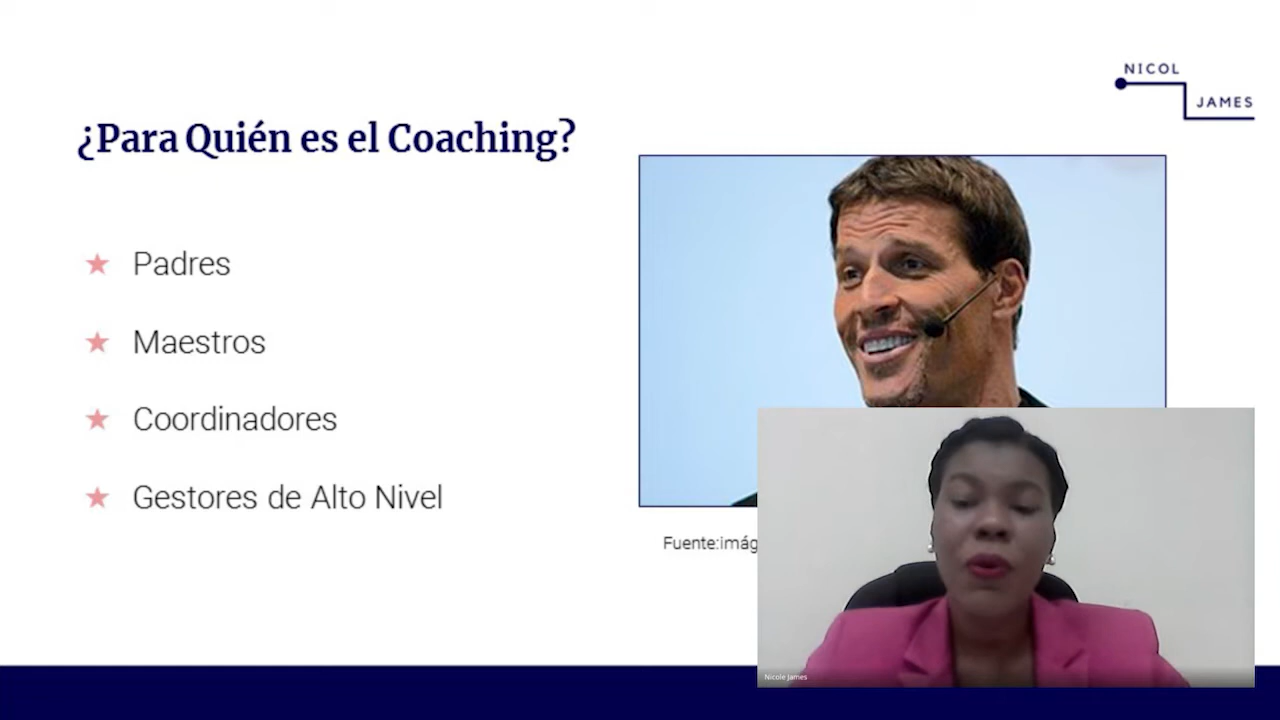 NICOL
JAMES
¿Para Quién es el Coaching?
Padres
Maestros
Coordinadores
Gestores de Alto Nivel
Fuente:imág
Nicole James